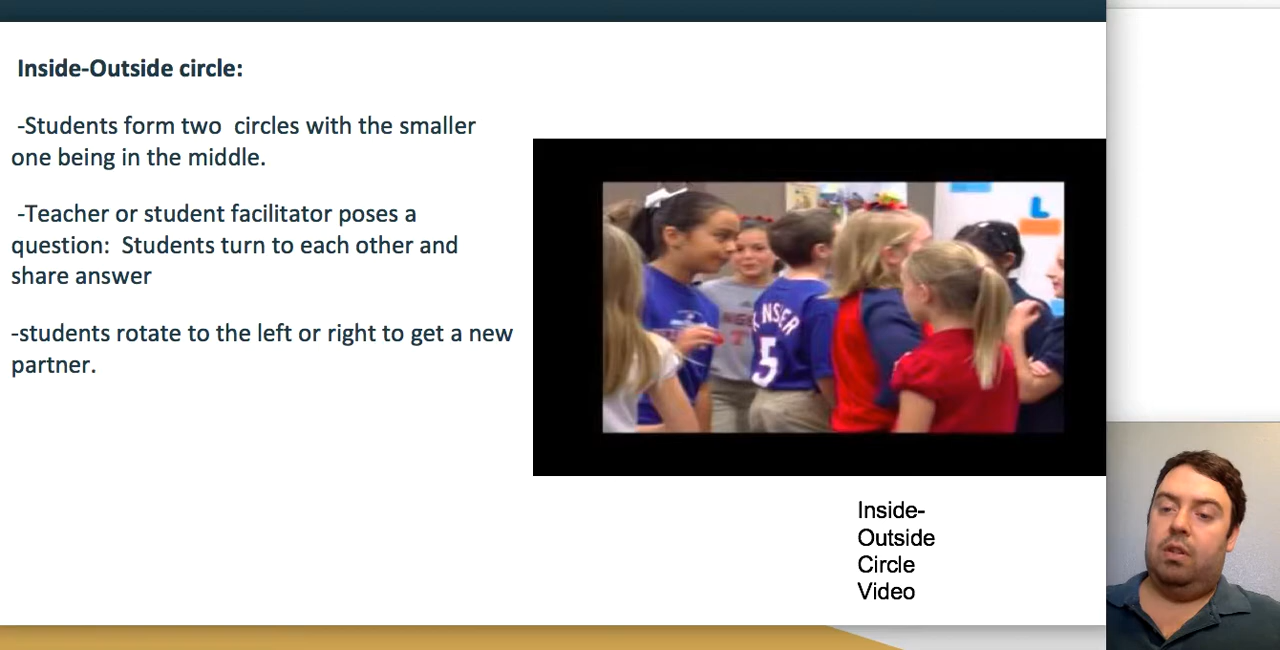 Inside-Outside circle:
-Students form two circles with the smaller
one being in the middle.
-Teacher or student facilitator poses a
question: Students turn to each other and
share answer
-students rotate to the left or right to get a new
partner.
5
Inside-
Outside
Circle
Video